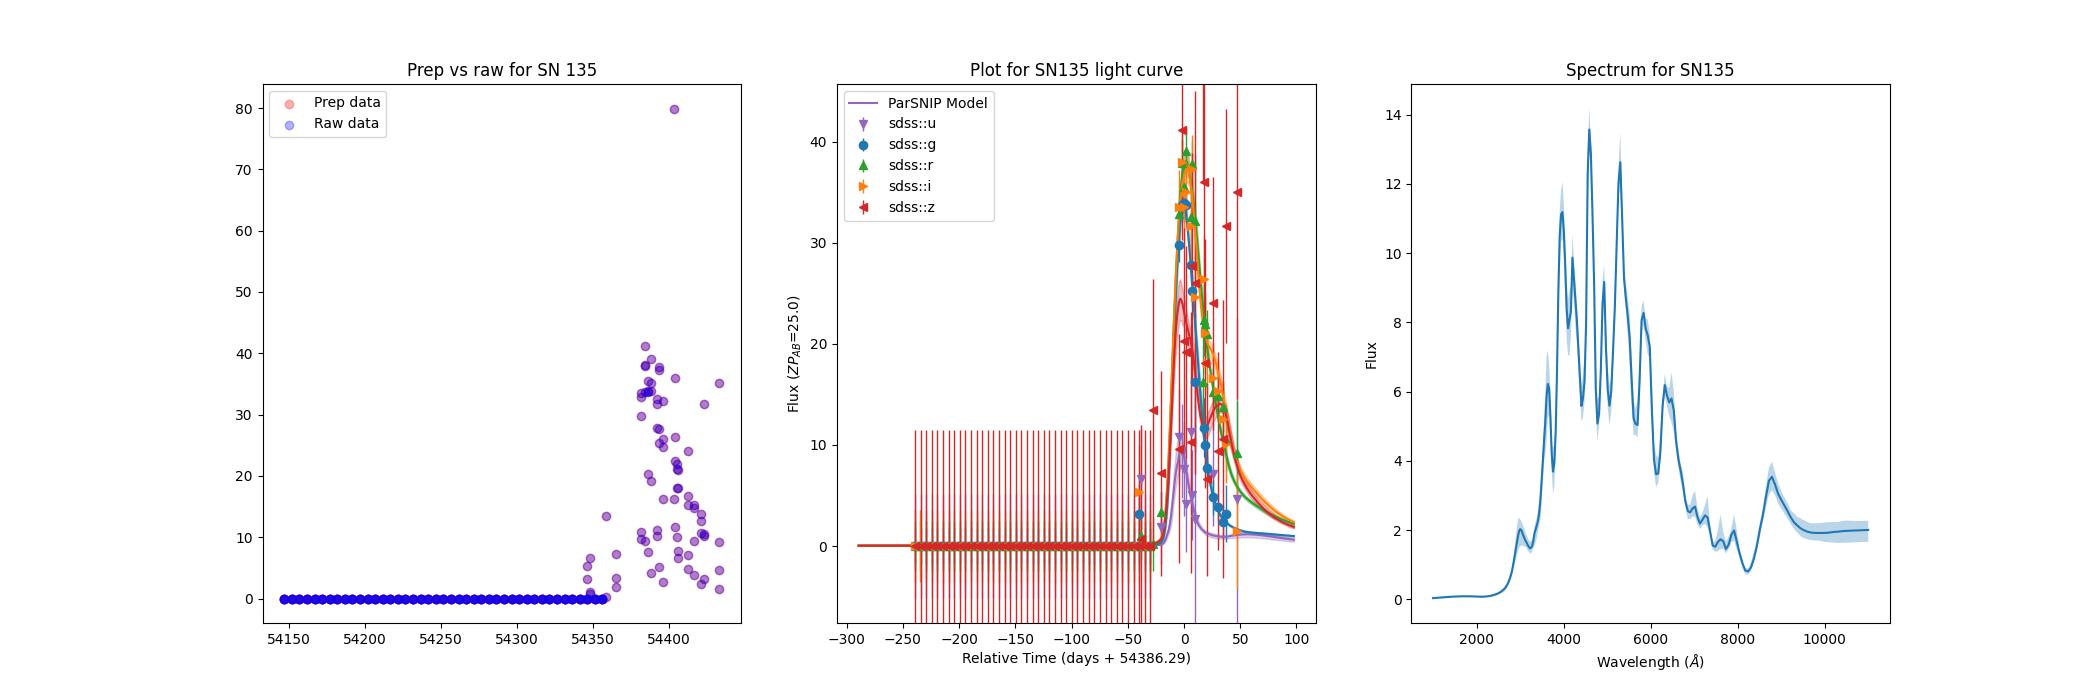 Prep vs raw for SN 135
Prep data
Raw data
80
70
60
50
40
30
20
10
0
54150
54200
54250
54300
54350
54400
Plot for SN135 light curve
ParSNIP Model
sdss::u
sdss::g
sdss::r
sdss::i
sdss::z
Flux (ZP_AB=25.0)
40
30
20
10
0
−300
−250
−200
−150
−100
−50
0
50
100
Relative Time (days + 54386.29)
Spectrum for SN135
Flux
14
12
10
8
6
4
2
0
2000
4000
6000
8000
10000
Wavelength (Å)